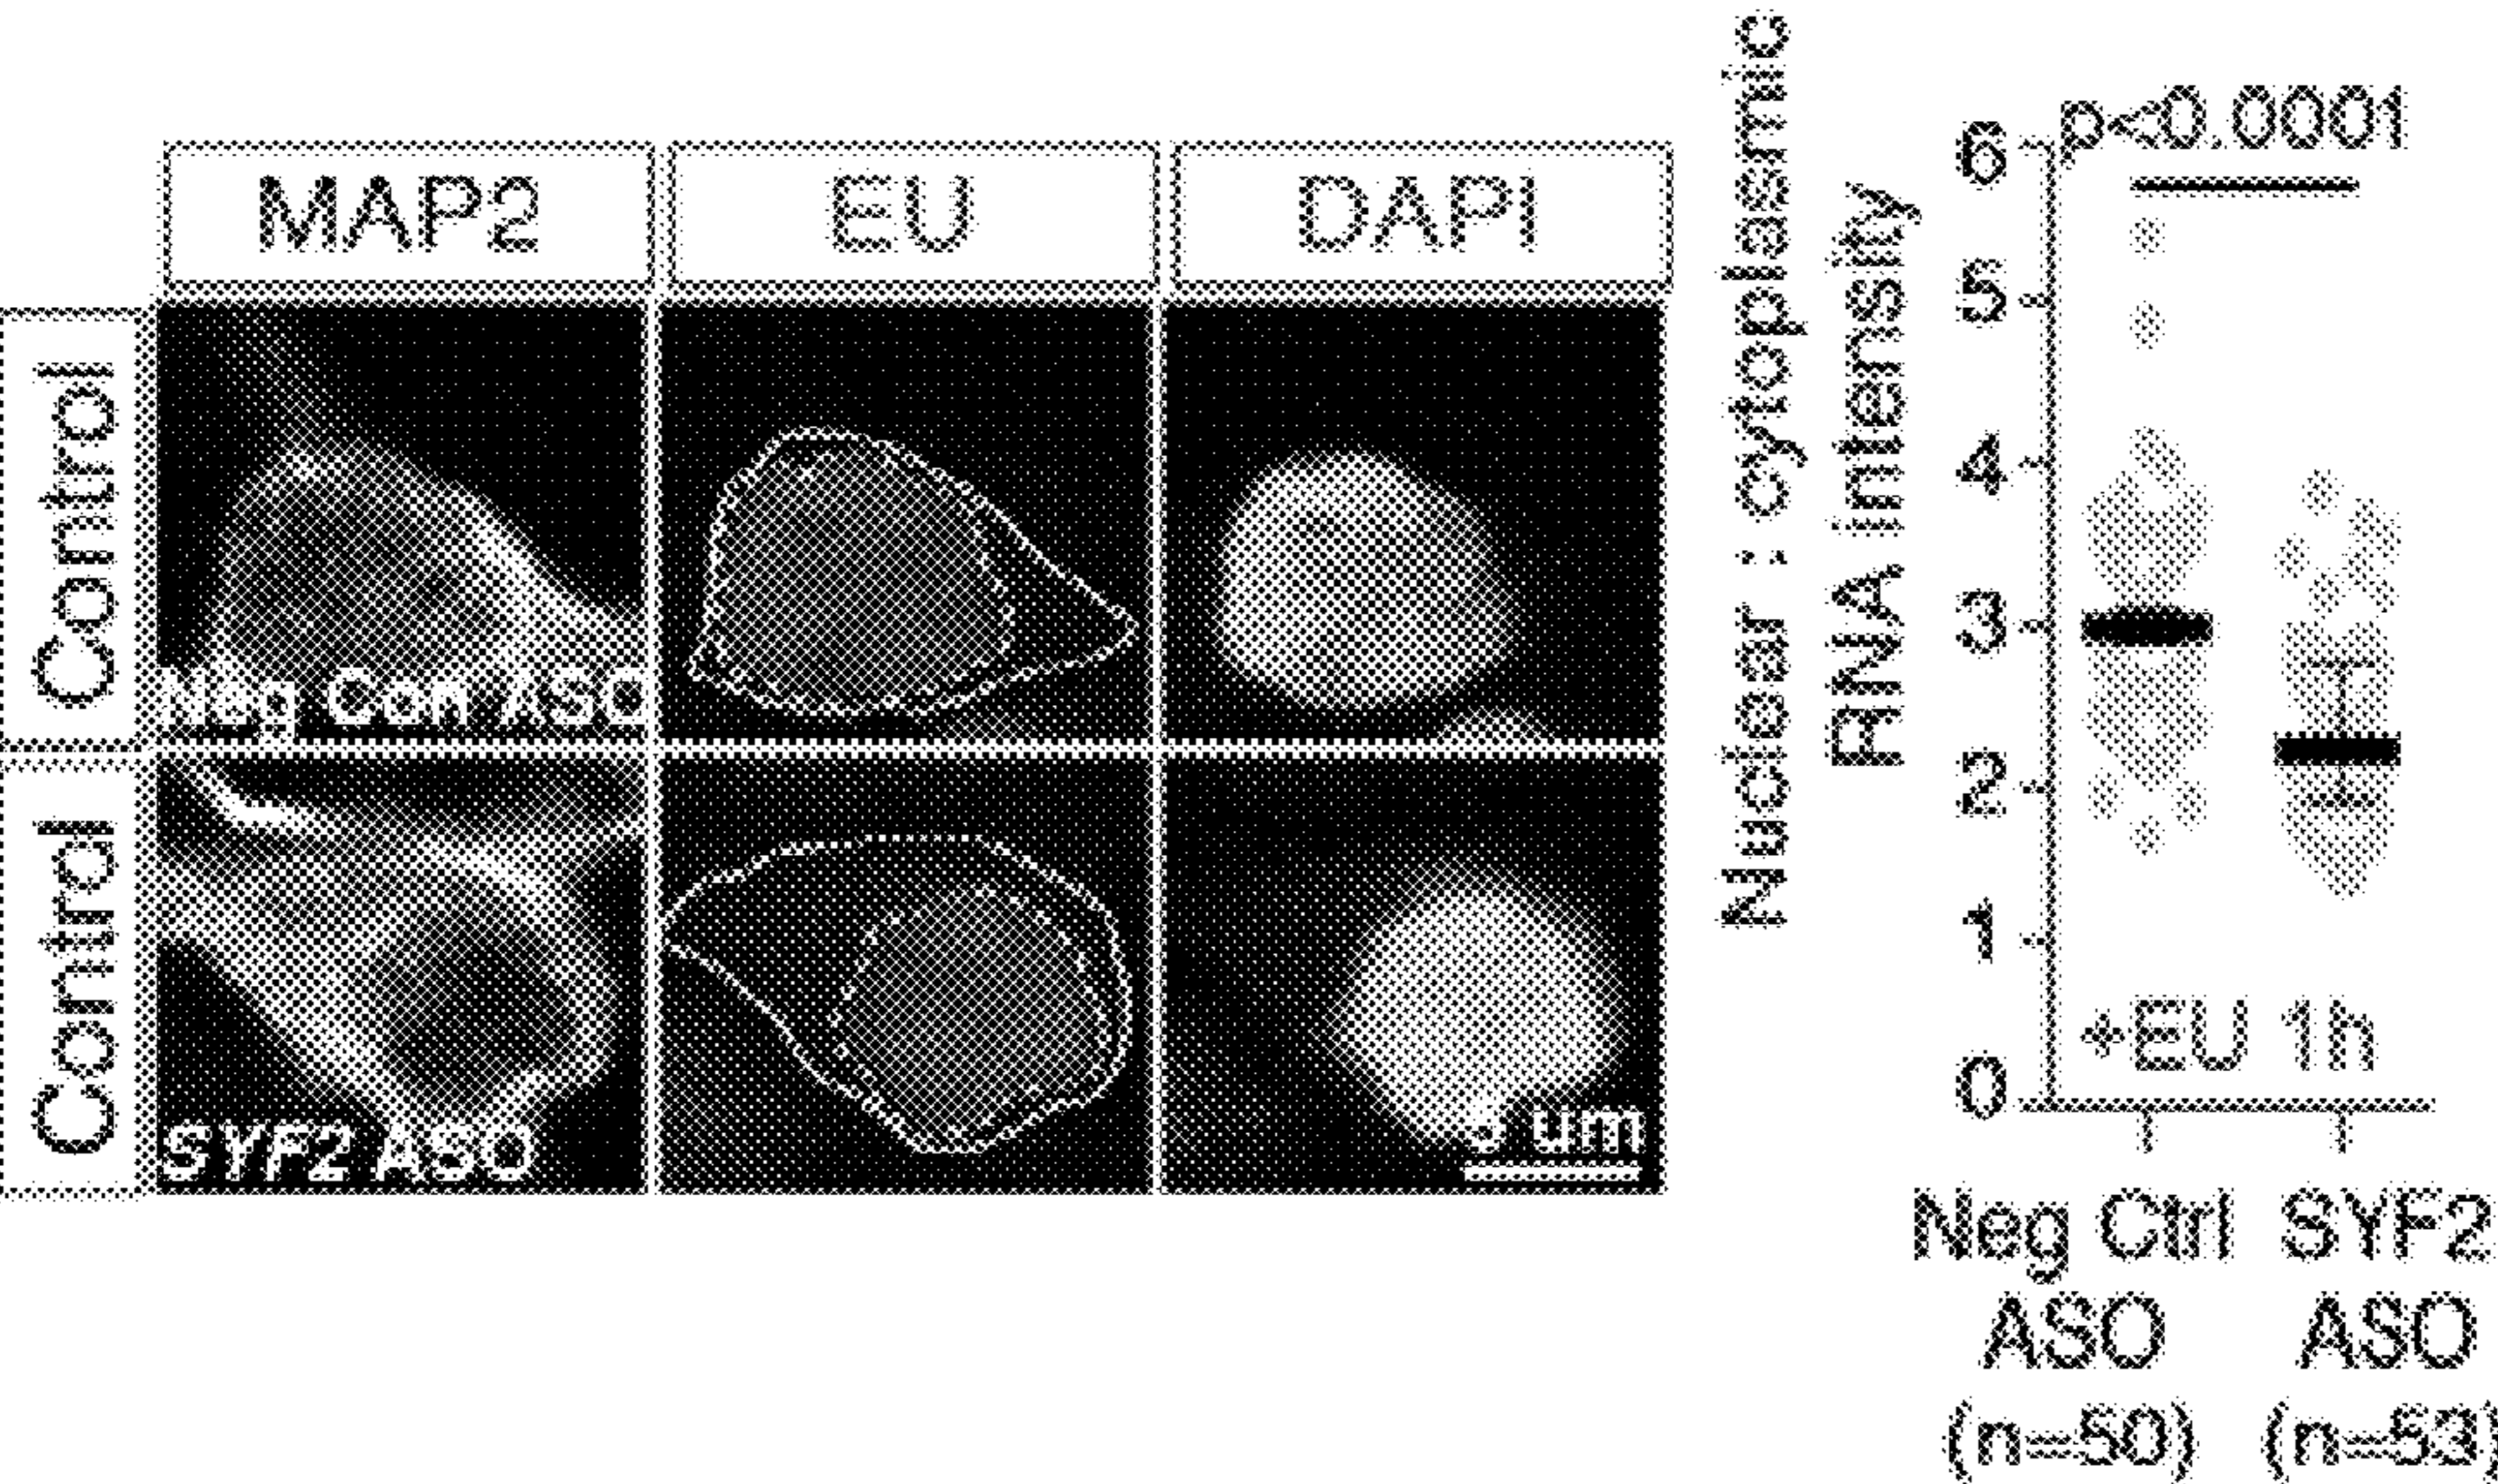 MAP2
EU
DAPI
Control
Neg Con ASO
Control
SYF2 ASO
um
Nuclear : cytoplasmic
RNA intensity
p<0.0001
6
5
4
3
2
1
0
+EU 1h
Neg Ctrl
ASO
(n=50)
SYF2
ASO
(n=53)